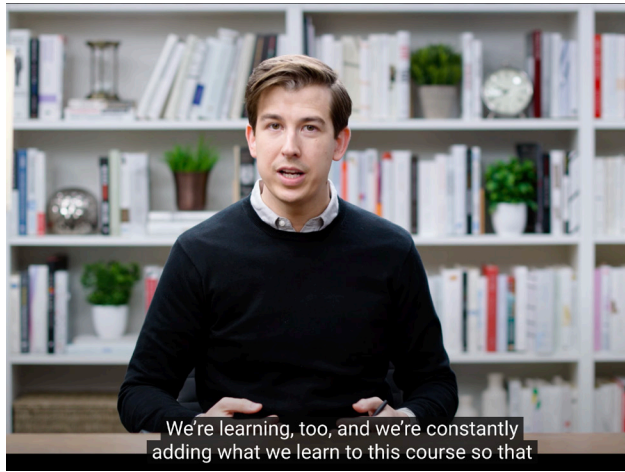 We're learning, too, and we're constantly
adding what we learn to this course so that